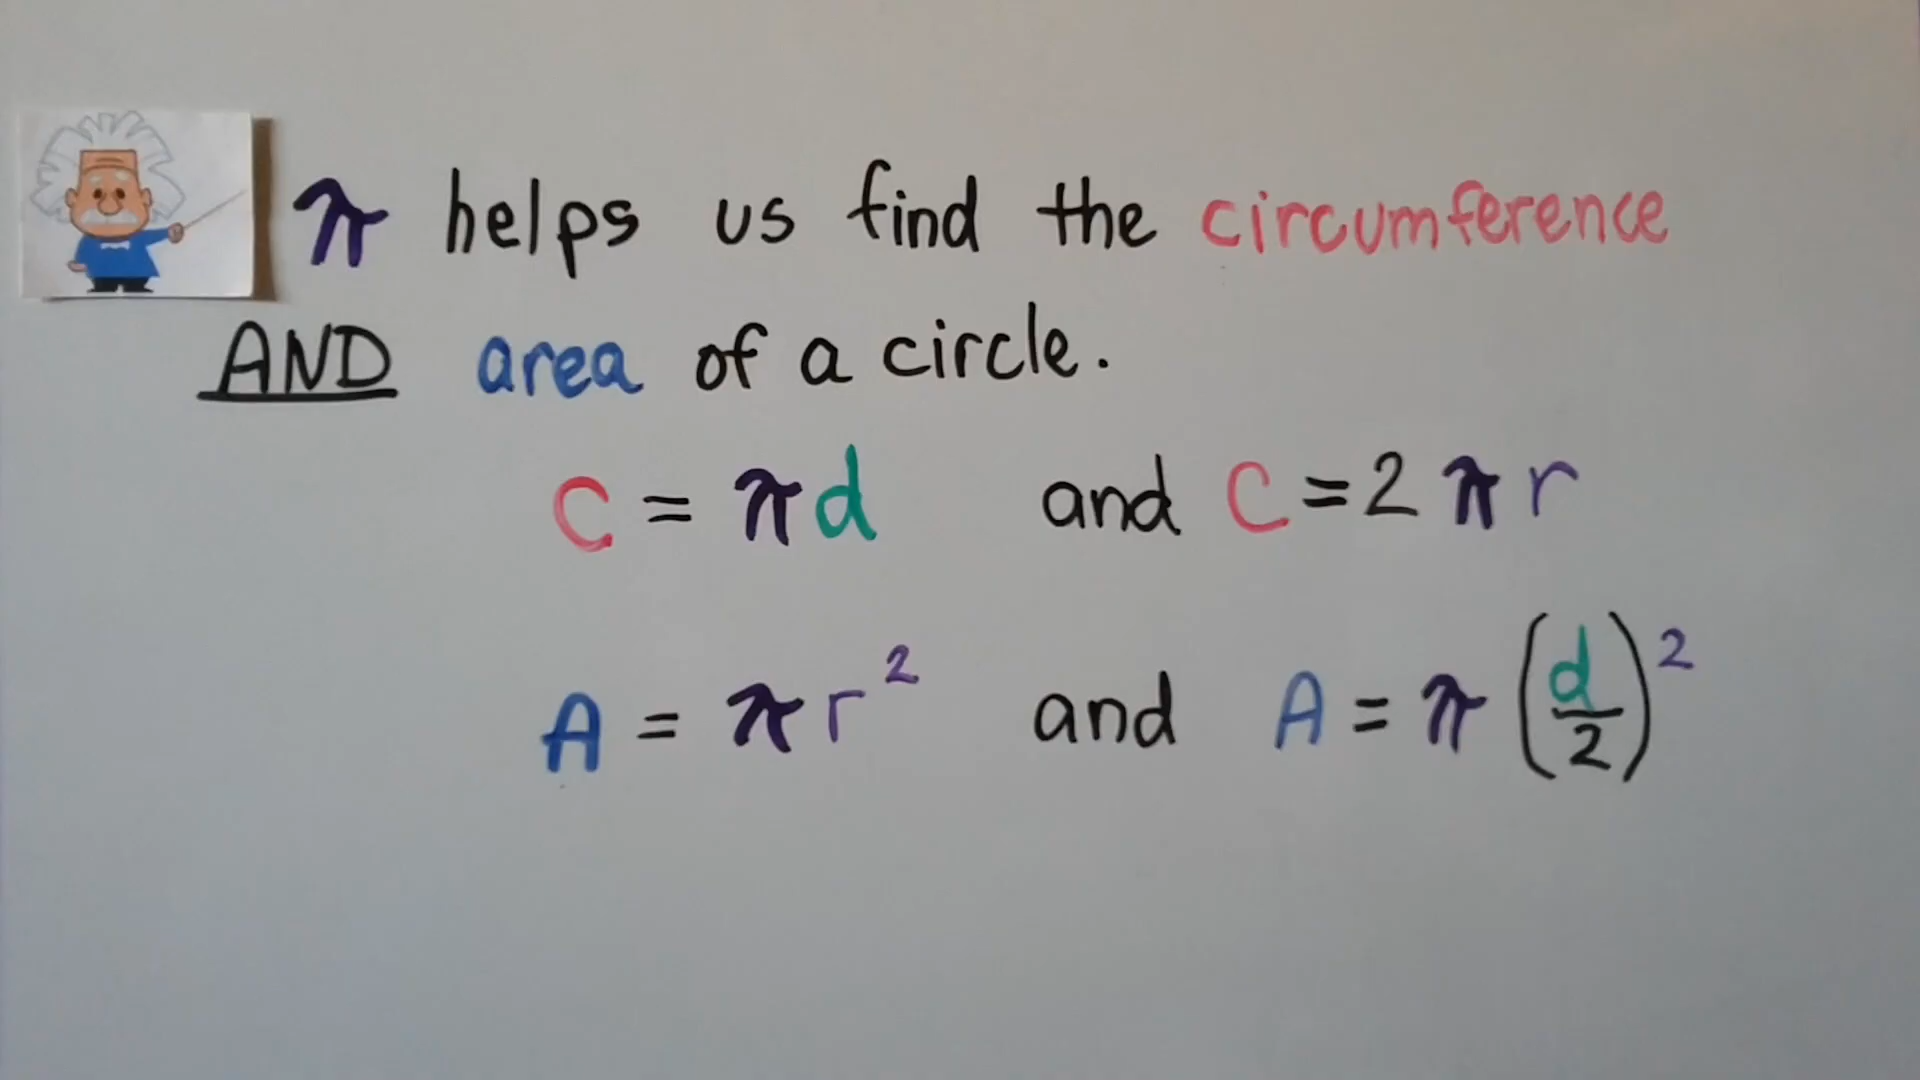 π helps us find the circumference
AND area of a circle.
C = πd and C = 2πr
A = πr² and A = π(d/2)²